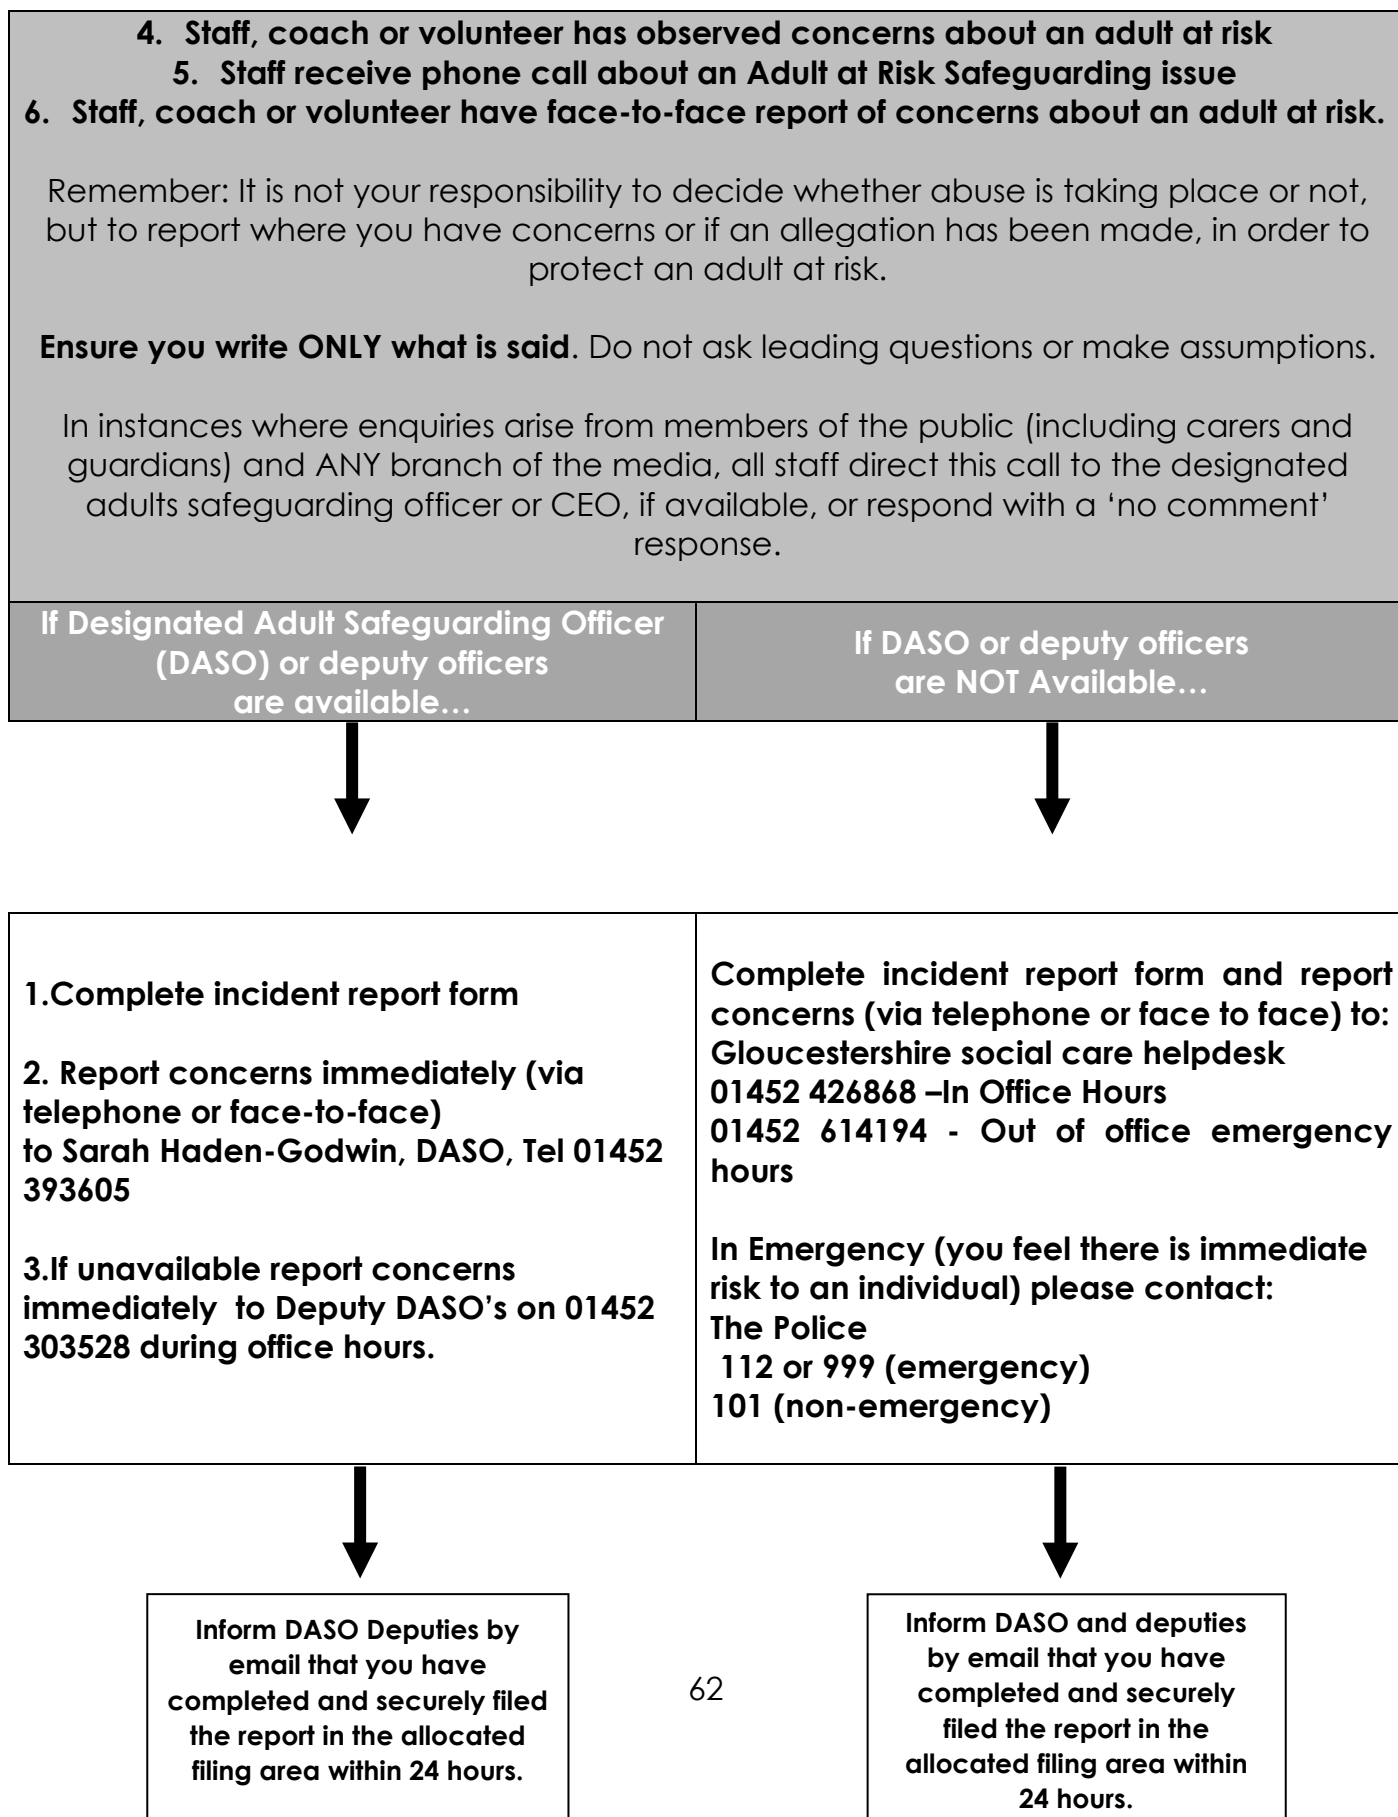 4. Staff, coach or volunteer has observed concerns about an adult at risk
5. Staff receive phone call about an Adult at Risk Safeguarding issue
6. Staff, coach or volunteer have face-to-face report of concerns about an adult at risk.
Remember: It is not your responsibility to decide whether abuse is taking place or not,
but to report where you have concerns or if an allegation has been made, in order to
protect an adult at risk.
Ensure you write ONLY what is said. Do not ask leading questions or make assumptions.
In instances where enquiries arise from members of the public (including carers and
guardians) and ANY branch of the media, all staff direct this call to the designated
adults safeguarding officer or CEO, if available, or respond with a ‘no comment’
response.
If Designated Adult Safeguarding Officer
(DASO) or deputy officers
are available…
If DASO or deputy officers
are NOT Available…
1.Complete incident report form
2. Report concerns immediately (via
telephone or face-to-face)
to Sarah Haden-Godwin, DASO, Tel 01452
393605
3.If unavailable report concerns
immediately to Deputy DASO’s on 01452
303528 during office hours.
Complete incident report form and report
concerns (via telephone or face to face) to:
Gloucestershire social care helpdesk
01452 426868 –In Office Hours
01452 614194 - Out of office emergency
hours
In Emergency (you feel there is immediate
risk to an individual) please contact:
The Police
112 or 999 (emergency)
101 (non-emergency)
Inform DASO Deputies by
email that you have
completed and securely filed
the report in the allocated
filing area within 24 hours.
62
Inform DASO and deputies
by email that you have
completed and securely
filed the report in the
allocated filing area within
24 hours.